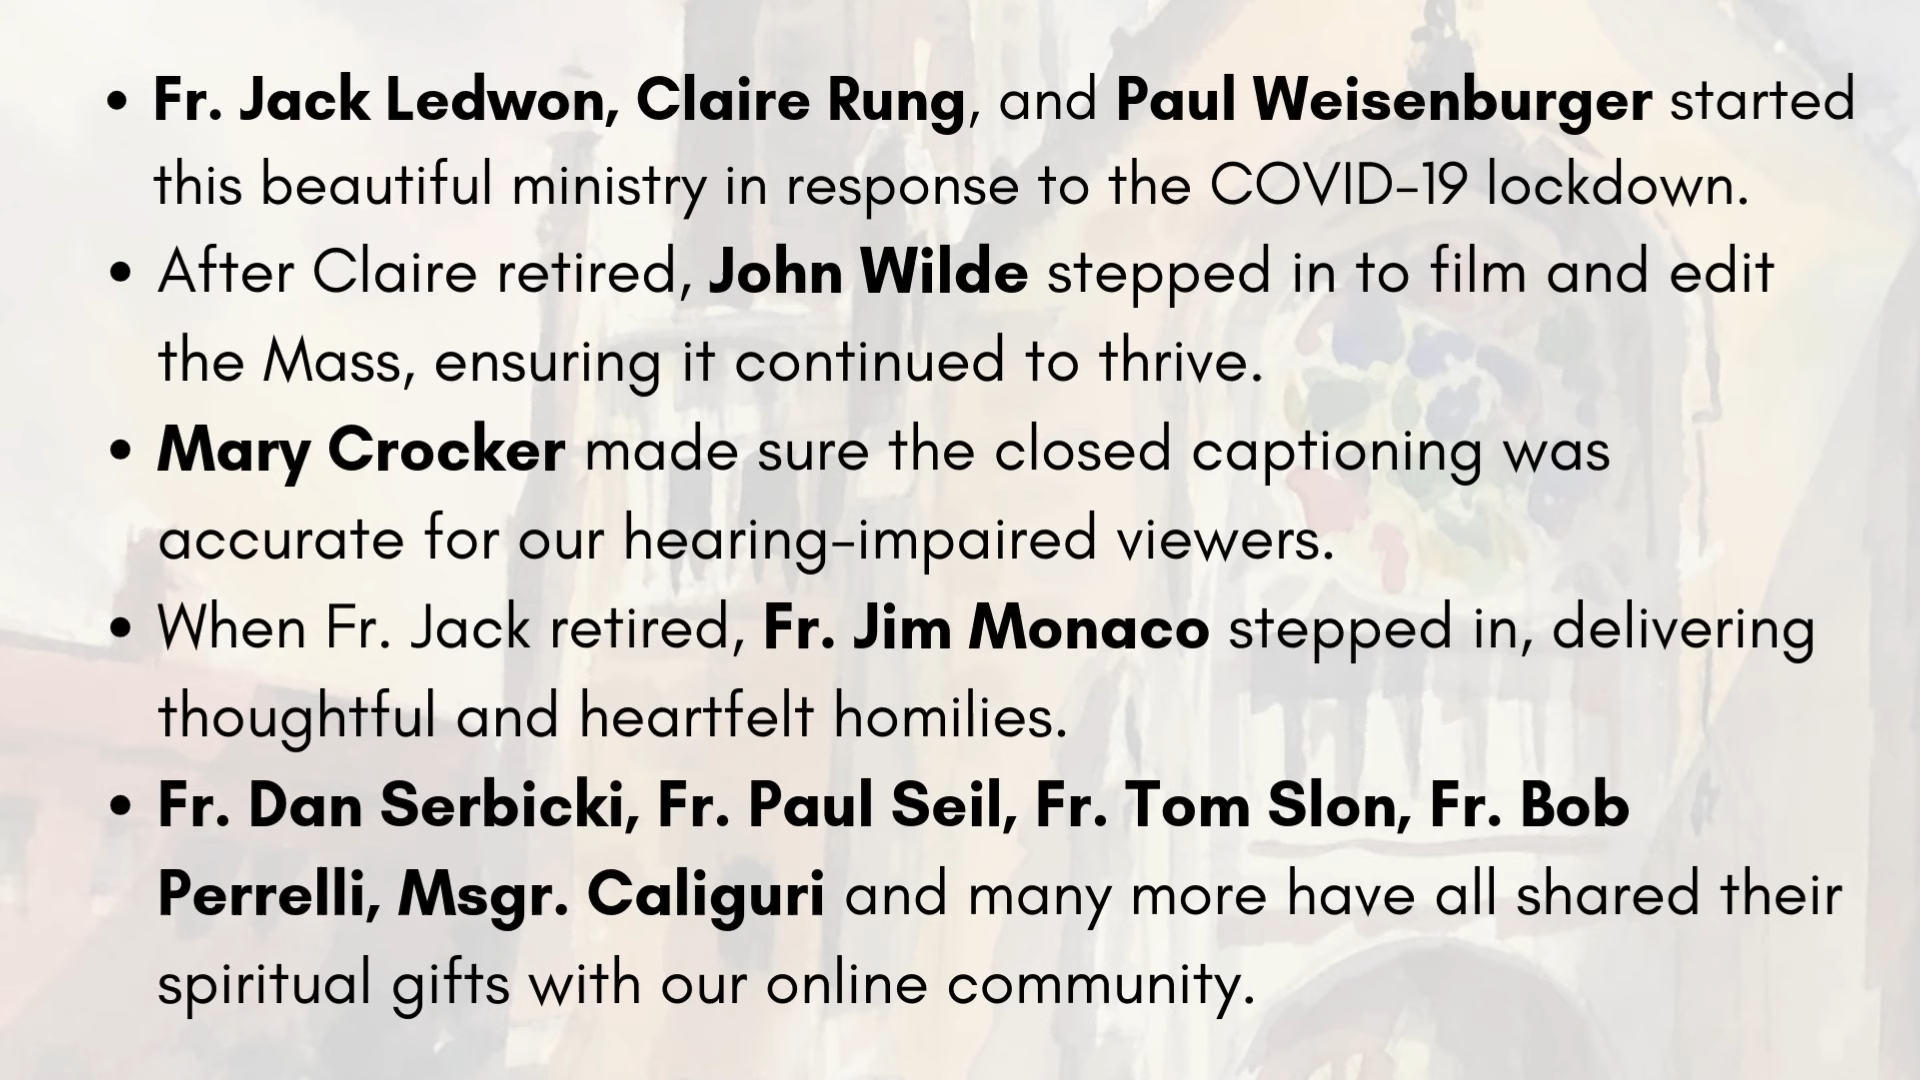 • Fr. Jack Ledwon, Claire Rung, and Paul Weisenburger started
this beautiful ministry in response to the COVID-19 lockdown.
• After Claire retired, John Wilde stepped in to film and edit
the Mass, ensuring it continued to thrive.
• Mary Crocker made sure the closed captioning was
accurate for our hearing-impaired viewers.
• When Fr. Jack retired, Fr. Jim Monaco stepped in, delivering
thoughtful and heartfelt homilies.
• Fr. Dan Serbicki, Fr. Paul Seil, Fr. Tom Slon, Fr. Bob
Perrelli, Msgr. Caliguri and many more have all shared their
spiritual gifts with our online community.